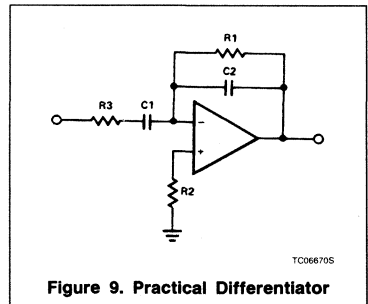 R1
C2
R3
C1
−
+
R2
TC06670S
Figure 9. Practical Differentiator